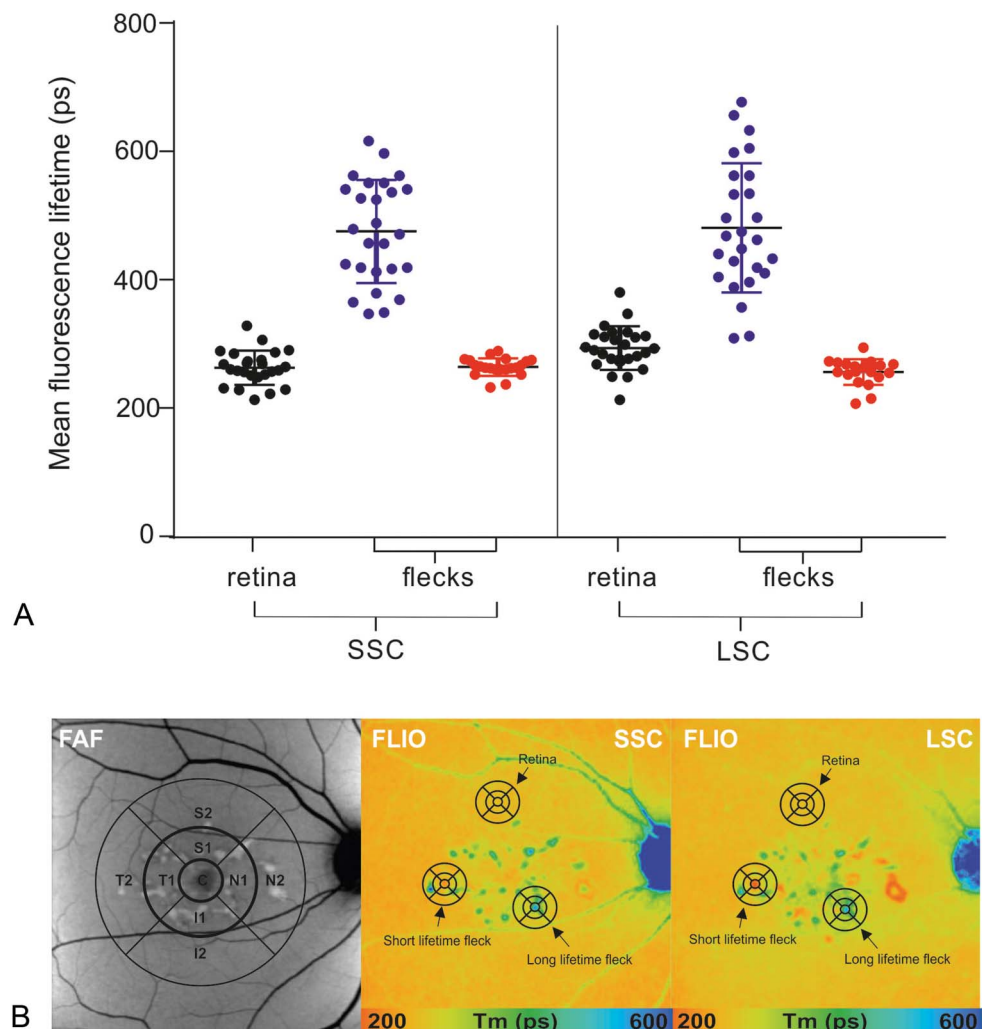 800
600
400
200
0
Mean fluorescence lifetime (ps)
retina flecks retina flecks
SSC LSC
A
FAF FLIO SSC FLIO LSC
Retina Retina
S2
S1
T2 T1 C N1 N2
I1
I2
Short lifetime fleck Long lifetime fleck Short lifetime fleck Long lifetime fleck
B
200 Tm (ps) 600 200 Tm (ps) 600